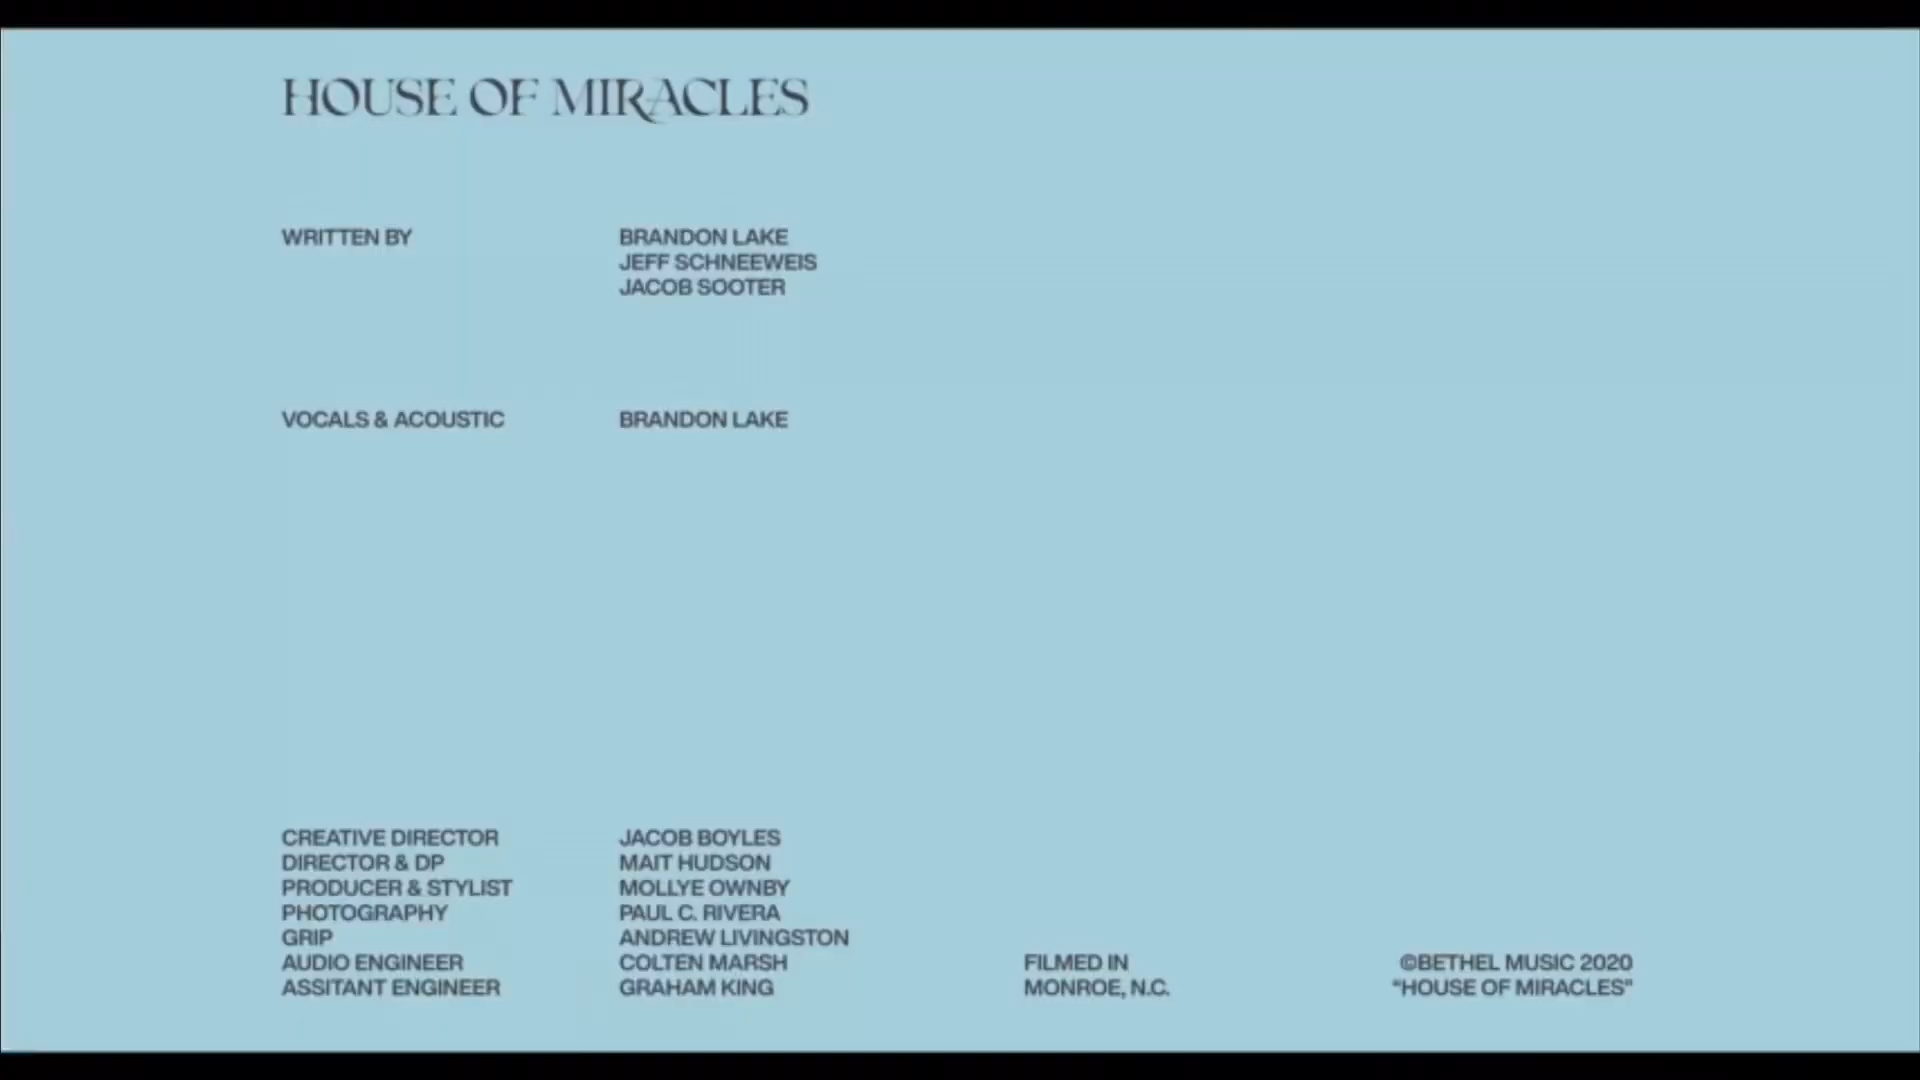 HOUSE OF MIRACLES
WRITTEN BY BRANDON LAKE
JEFF SCHNEEWEIS
JACOB SOOTER
VOCALS & ACOUSTIC BRANDON LAKE
CREATIVE DIRECTOR JACOB BOYLES
DIRECTOR & DP MAIT HUDSON
PRODUCER & STYLIST MOLLYE OWNBY
PHOTOGRAPHY PAUL C. RIVERA
GRIP ANDREW LIVINGSTON
AUDIO ENGINEER COLTEN MARSH
ASSITANT ENGINEER GRAHAM KING
FILMED IN
MONROE, N.C.
©BETHEL MUSIC 2020
"HOUSE OF MIRACLES"